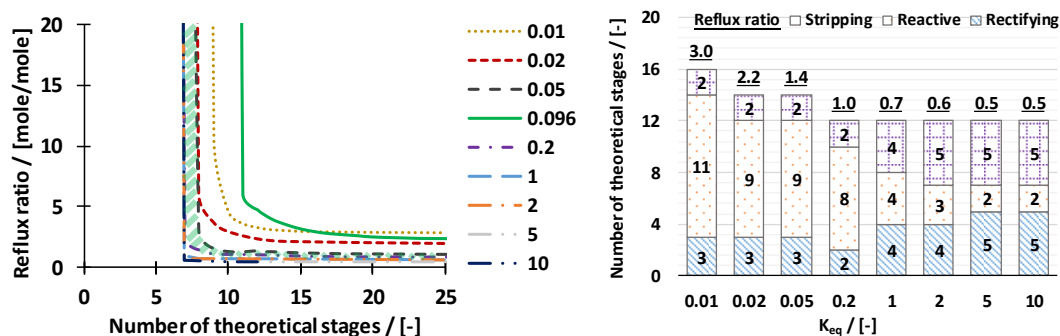 Reflux ratio / [mole/mole]
20
15
10
5
0
0 5 10 15 20 25
Number of theoretical stages / [-]
0.01
0.02
0.05
0.096
0.2
1
2
5
10
Number of theoretical stages / [-]
20
16
12
8
4
0
Reflux ratio Stripping Reactive Rectifying
3.0 2.2 1.4 1.0 0.7 0.6 0.5 0.5
2 2 2 2 4 5 5 5
11 9 9 8 4 3 2 2
3 3 3 2 4 4 5 5
0.01 0.02 0.05 0.2 1 2 5 10
Keq / [-]